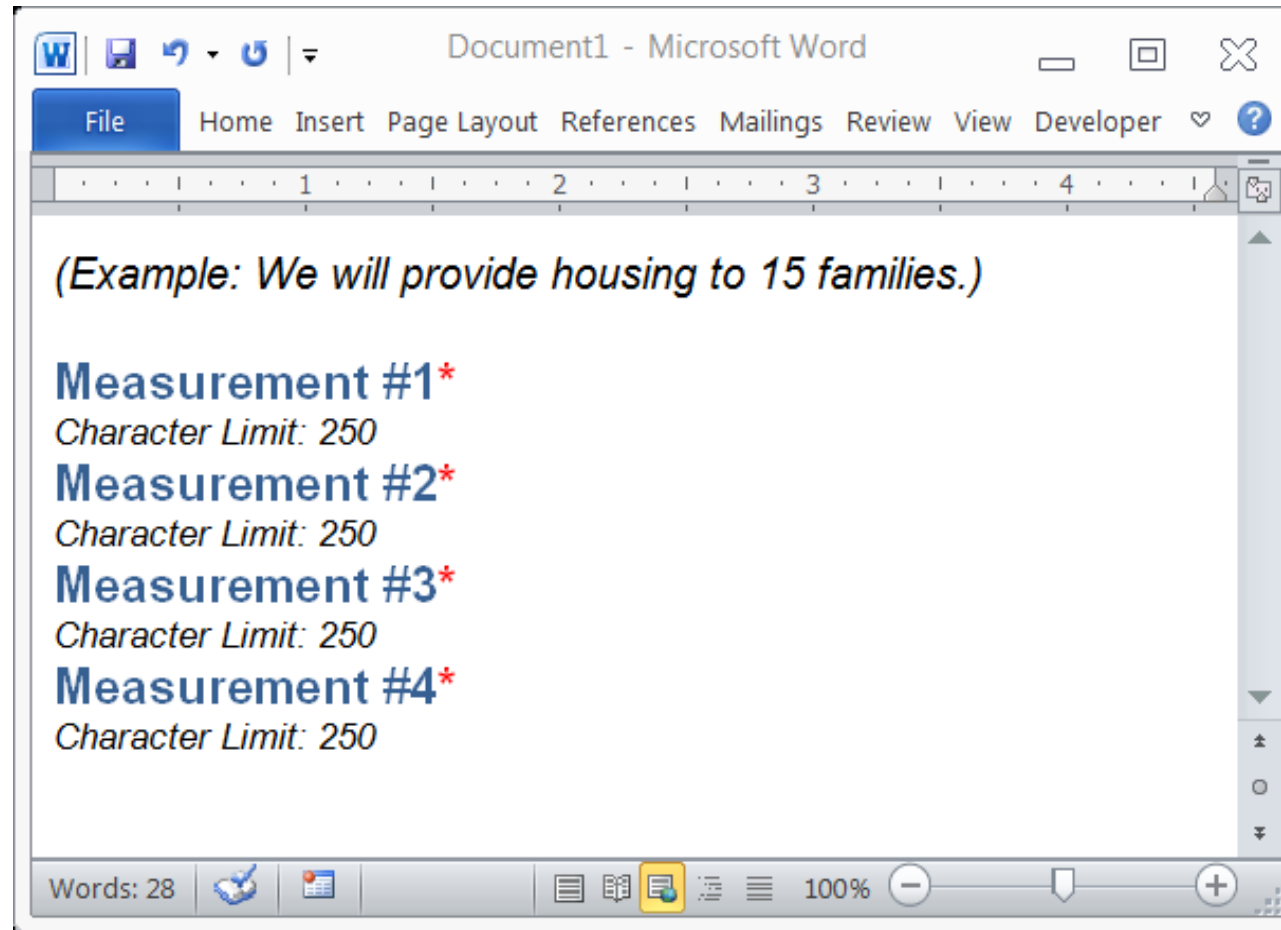 Document1 - Microsoft Word
File Home Insert Page Layout References Mailings Review View Developer
1 2 3 4
(Example: We will provide housing to 15 families.)
Measurement #1*
Character Limit: 250
Measurement #2*
Character Limit: 250
Measurement #3*
Character Limit: 250
Measurement #4*
Character Limit: 250
Words: 28 100%